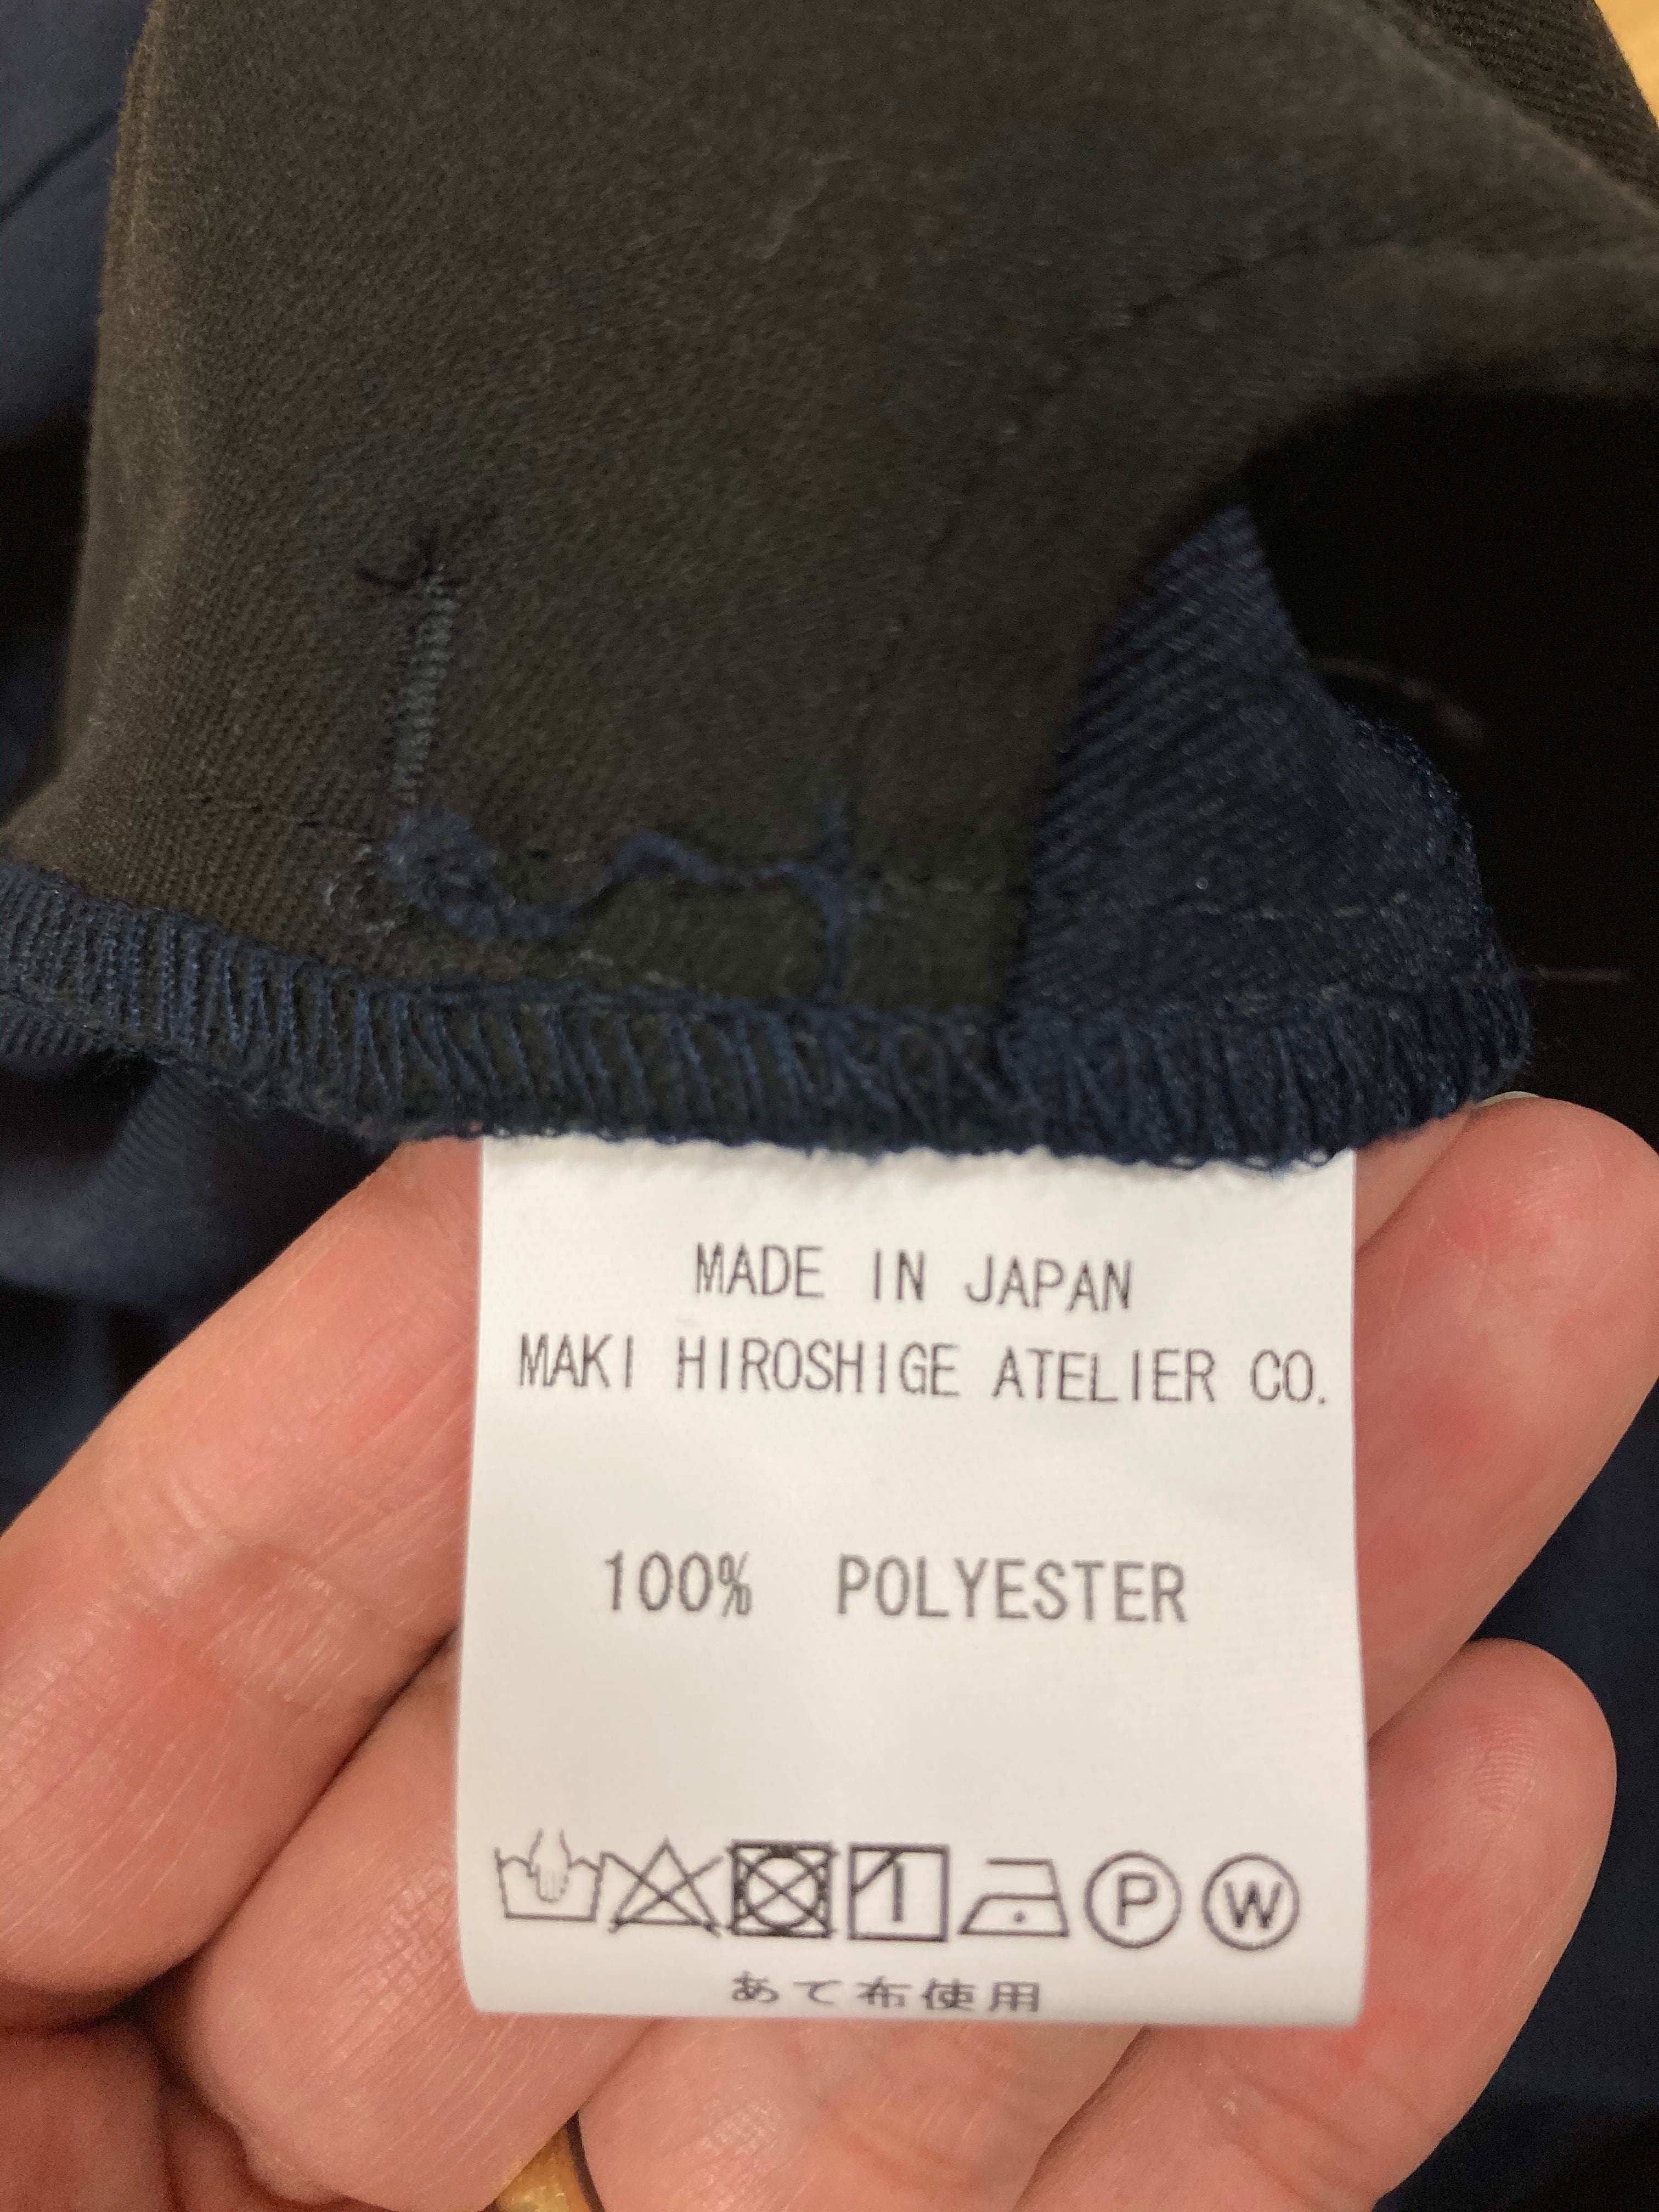 MADE IN JAPAN
MAKI HIROSHIGE ATELIER CO.
100% POLYESTER
P W
あて布使用